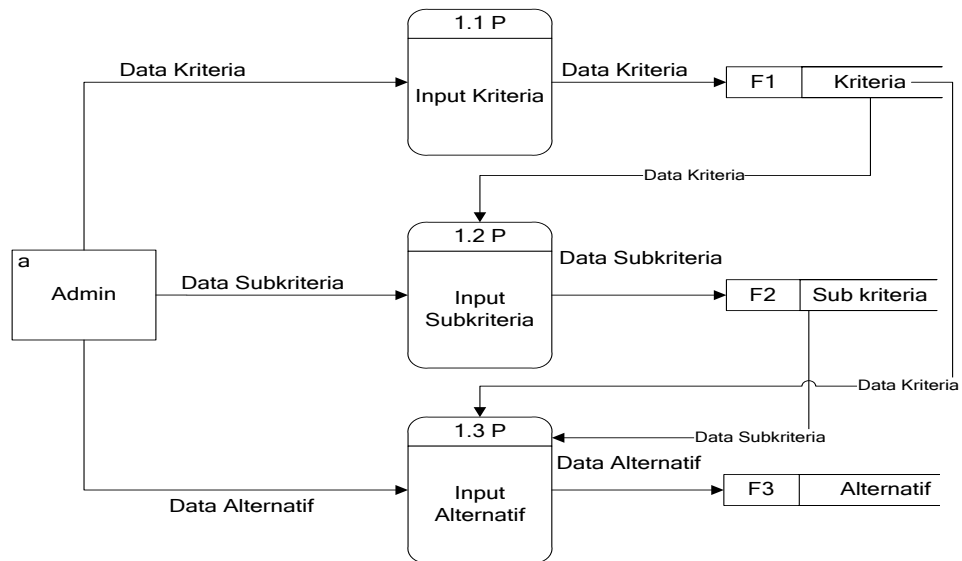 1.1 P
Data Kriteria
Data Kriteria
F1
Kriteria
Input Kriteria
Data Kriteria
1.2 P
a
Data Subkriteria
Admin
Data Subkriteria
Input
Subkriteria
F2
Sub kriteria
Data Kriteria
1.3 P
Data Subkriteria
Data Alternatif
Data Alternatif
Input
Alternatif
F3
Alternatif